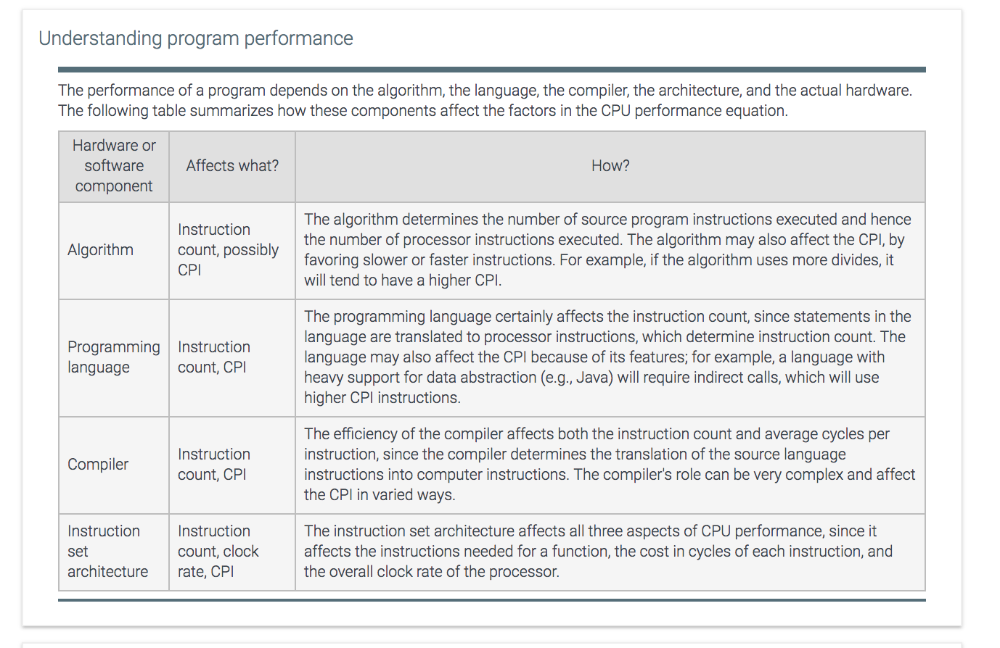 Understanding program performance
The performance of a program depends on the algorithm, the language, the compiler, the architecture, and the actual hardware.
The following table summarizes how these components affect the factors in the CPU performance equation.
Hardware or
software
component
Affects what?
How?
Algorithm
Instruction
count, possibly
CPI
The algorithm determines the number of source program instructions executed and hence
the number of processor instructions executed. The algorithm may also affect the CPI, by
favoring slower or faster instructions. For example, if the algorithm uses more divides, it
will tend to have a higher CPI.
Programming
language
Instruction
count, CPI
The programming language certainly affects the instruction count, since statements in the
language are translated to processor instructions, which determine instruction count. The
language may also affect the CPI because of its features; for example, a language with
heavy support for data abstraction (e.g., Java) will require indirect calls, which will use
higher CPI instructions.
Compiler
Instruction
count, CPI
The efficiency of the compiler affects both the instruction count and average cycles per
instruction, since the compiler determines the translation of the source language
instructions into computer instructions. The compiler's role can be very complex and affect
the CPI in varied ways.
Instruction
set
architecture
Instruction
count, clock
rate, CPI
The instruction set architecture affects all three aspects of CPU performance, since it
affects the instructions needed for a function, the cost in cycles of each instruction, and
the overall clock rate of the processor.